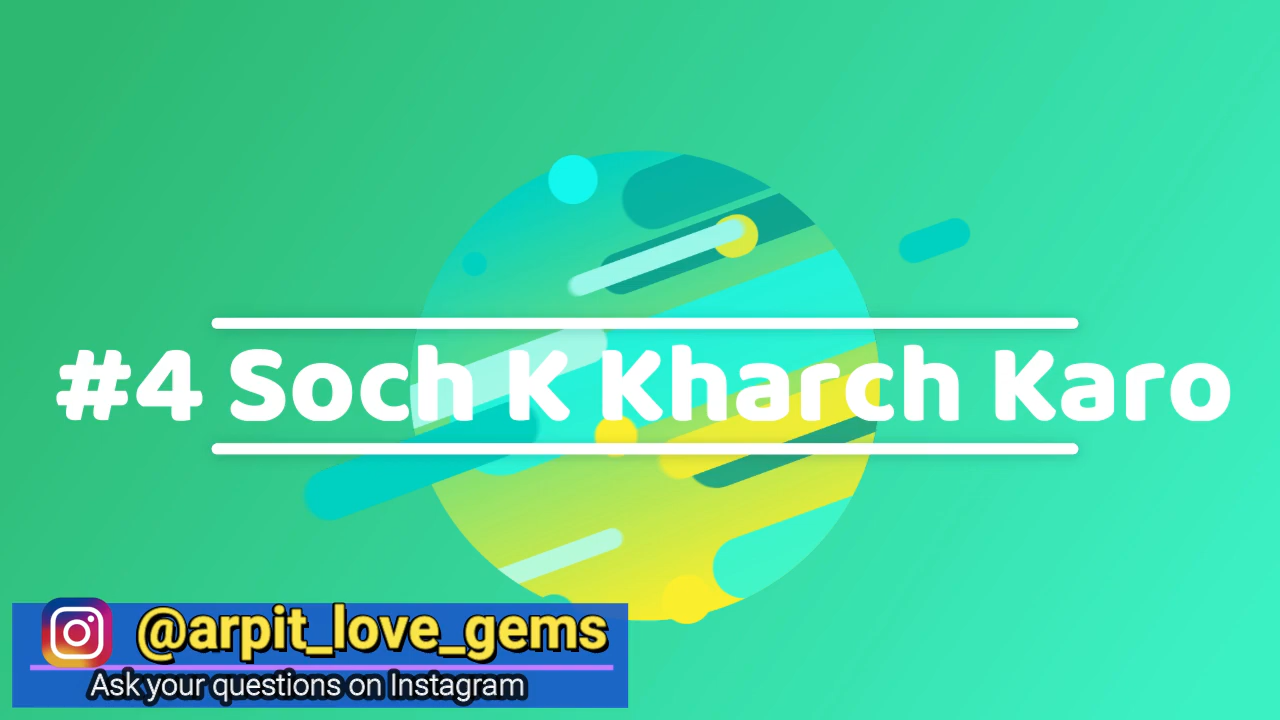 #4 Soch K Kharch Karo
@arpit_love_gems
Ask your questions on Instagram